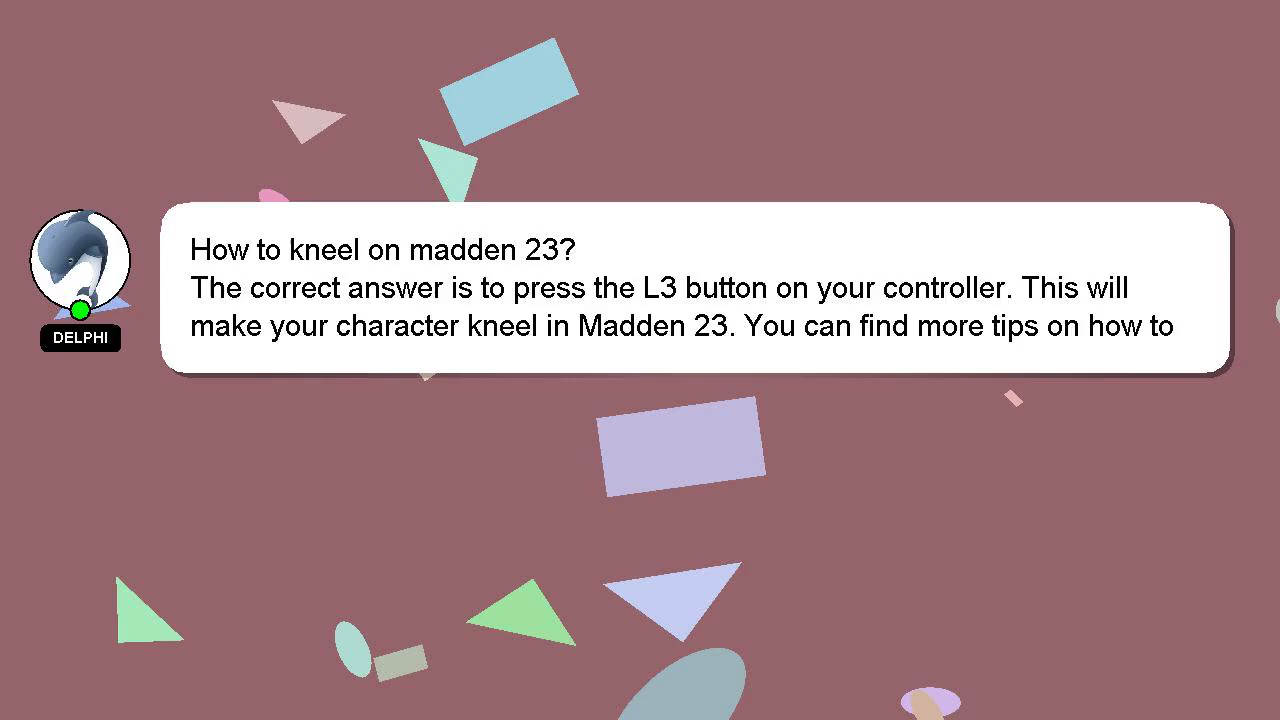 How to kneel on madden 23?
The correct answer is to press the L3 button on your controller. This will
make your character kneel in Madden 23. You can find more tips on how to
DELPHI